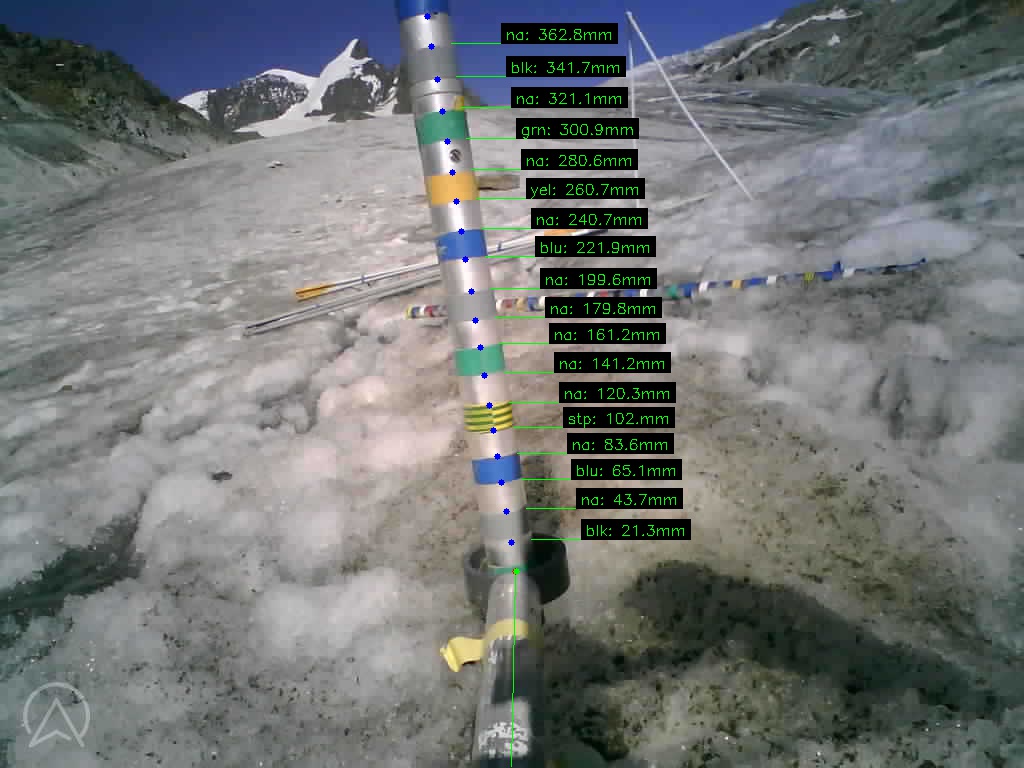 na: 362.8mm
blk: 341.7mm
na: 321.1mm
grn: 300.9mm
na: 280.6mm
yel: 260.7mm
na: 240.7mm
blu: 221.9mm
na: 199.6mm
na: 179.8mm
na: 161.2mm
na: 141.2mm
na: 120.3mm
stp: 102.mm
na: 83.6mm
blu: 65.1mm
na: 43.7mm
blk: 21.3mm